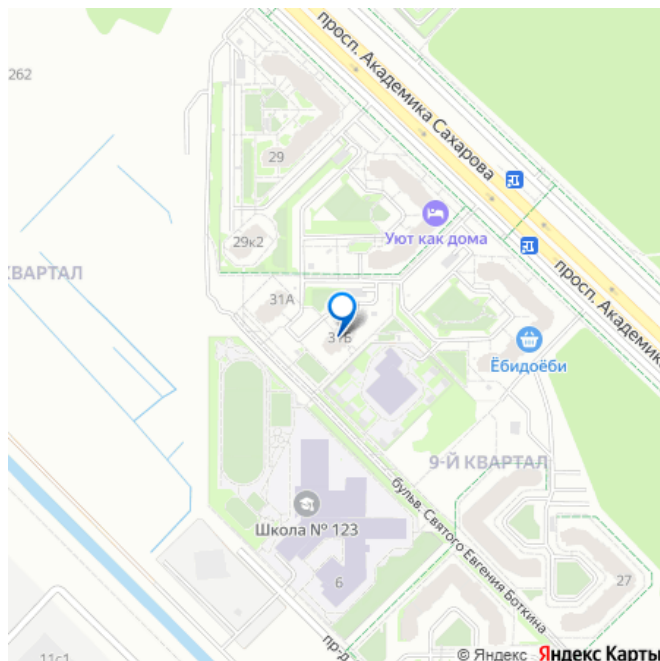 просп. Академика Сахарова
262
29
Уют как дома
29к2
КВАРТАЛ
просп. Академика
31А
31Б
Ёбидоёби
9-Й КВАРТАЛ
бульв. Святого Евгения Боткина
Школа № 123
6
27
пр-д
11с1
© Яндекс Яндекс Карты